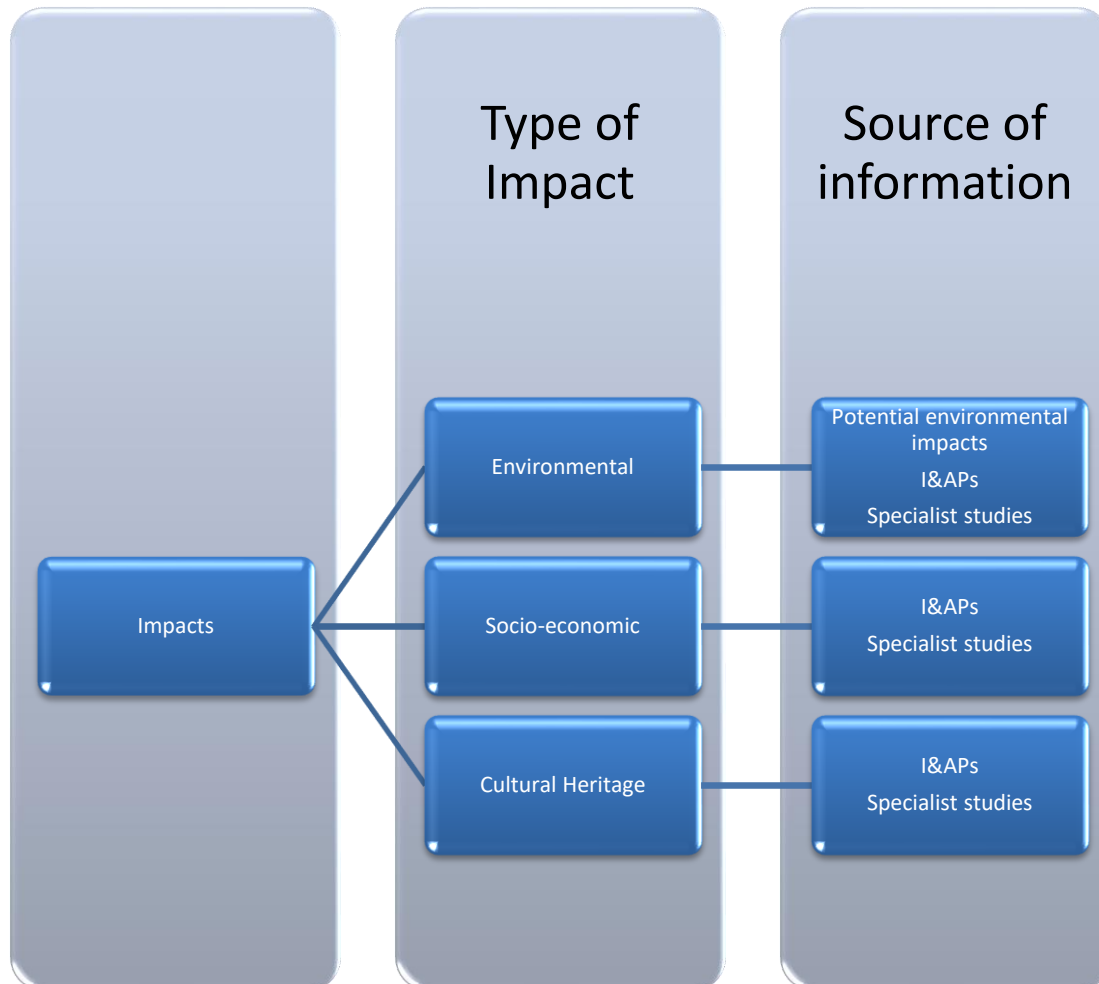 Type of
Impact
Source of
information
Impacts
Environmental
Potential environmental
impacts
I&APs
Specialist studies
Socio-economic
I&APs
Specialist studies
Cultural Heritage
I&APs
Specialist studies